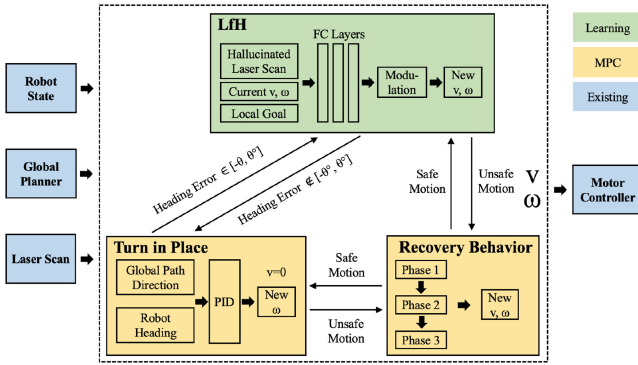 LfH
FC Layers
Hallucinated
Laser Scan
Current v, ω
Local Goal
Modu-
lation
New
v, ω
Learning
MPC
Existing
Robot
State
Global
Planner
Laser Scan
Heading Error ∈ [-θ, θ°]
Heading Error ∉ [-θ°, θ°]
Safe
Motion
Unsafe
Motion
v
ω
Motor
Controller
Turn in Place
Global Path
Direction
Robot
Heading
PID
v=0
New
ω
Safe
Motion
Unsafe
Motion
Recovery Behavior
Phase 1
Phase 2
Phase 3
New
v, ω